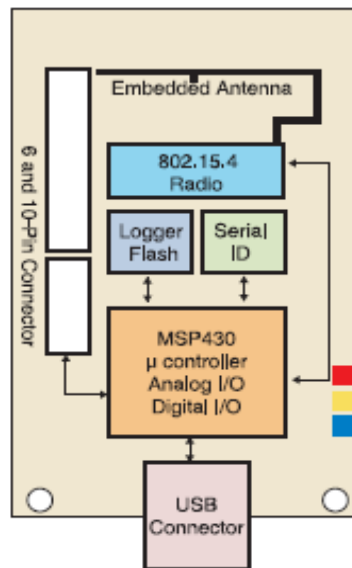 Embedded Antenna
6 and 10-Pin Connector
802.15.4
Radio
Logger
Flash
Serial
ID
MSP430
µ controller
Analog I/O
Digital I/O
USB
Connector